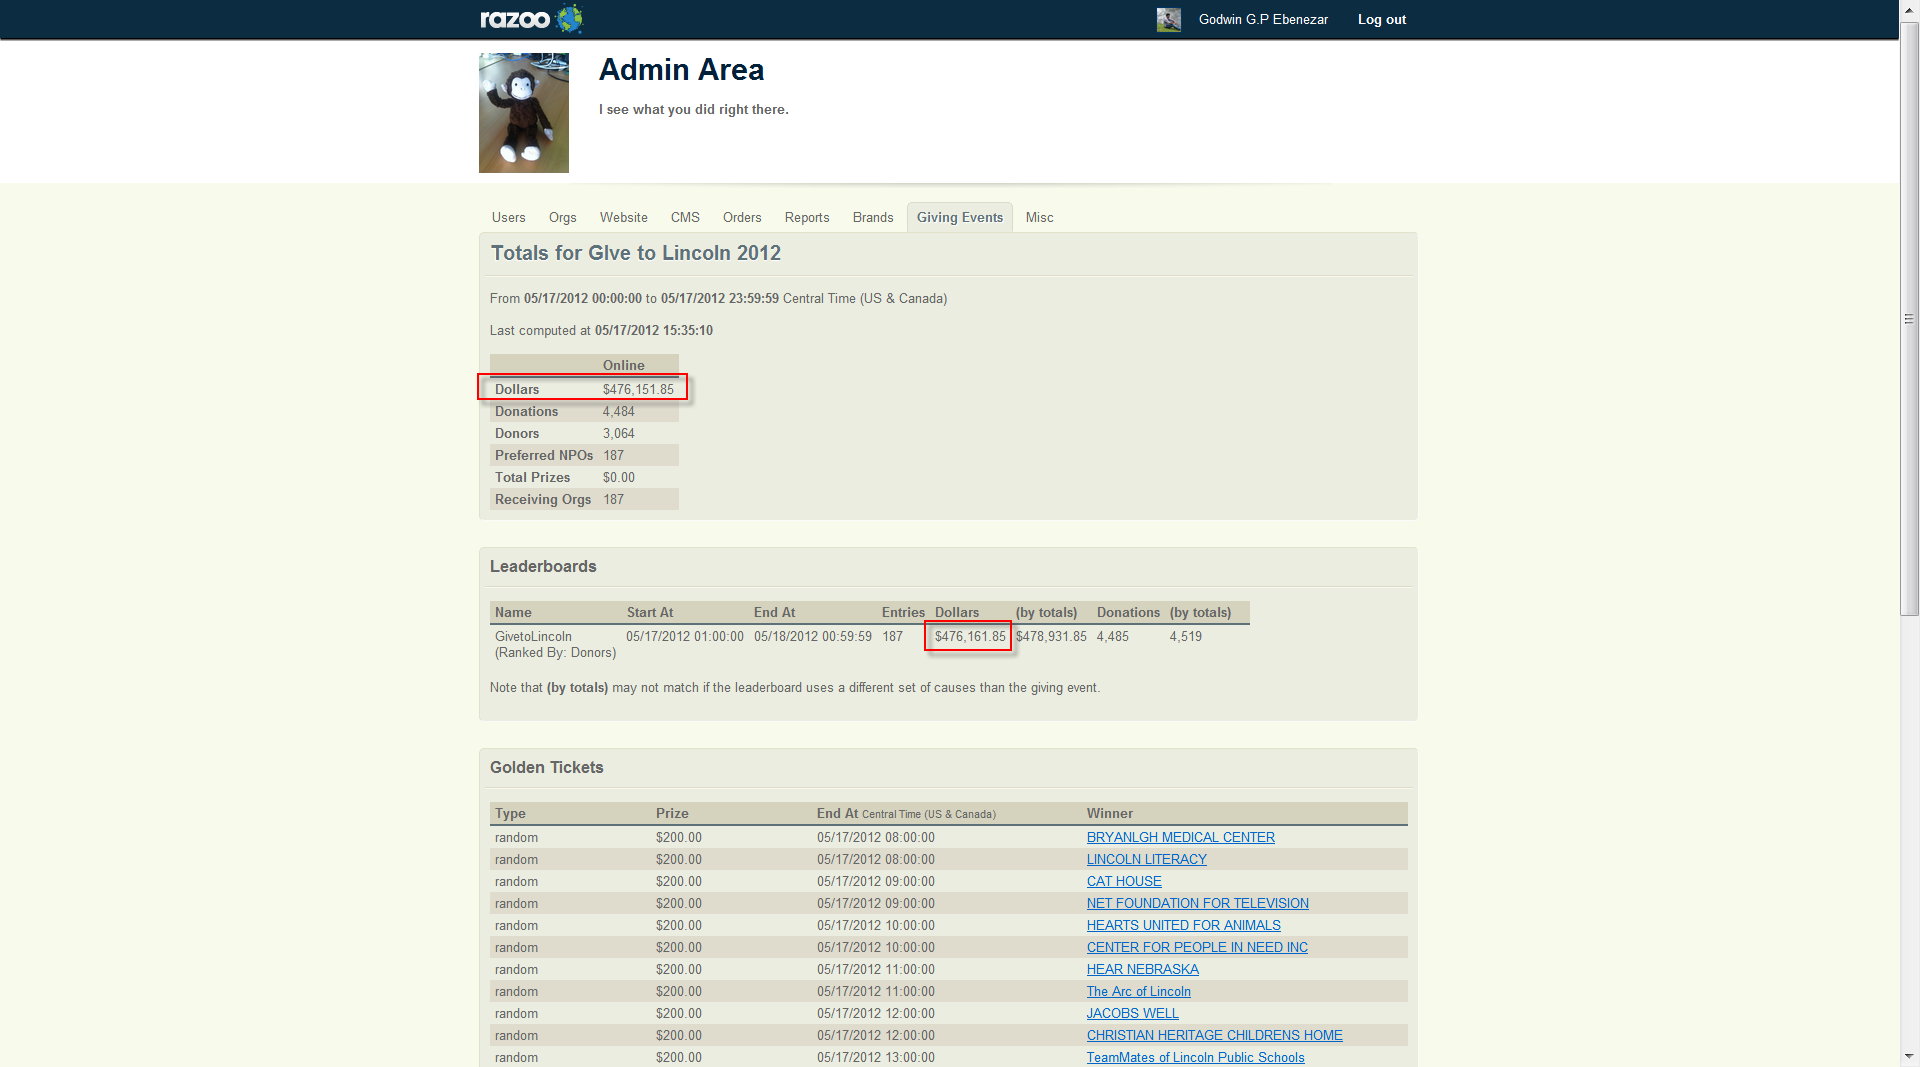 razoo
Godwin G.P Ebenezar Log out
Admin Area
I see what you did right there.
Users Orgs Website CMS Orders Reports Brands Giving Events Misc
Totals for GIve to Lincoln 2012
From 05/17/2012 00:00:00 to 05/17/2012 23:59:59 Central Time (US & Canada)
Last computed at 05/17/2012 15:35:10
Online
Dollars $476,151.85
Donations 4,484
Donors 3,064
Preferred NPOs 187
Total Prizes $0.00
Receiving Orgs 187
Leaderboards
Name Start At End At Entries Dollars (by totals) Donations (by totals)
GivetoLincoln 05/17/2012 01:00:00 05/18/2012 00:59:59 187 $476,161.85 $478,931.85 4,485 4,519
(Ranked By: Donors)
Note that (by totals) may not match if the leaderboard uses a different set of causes than the giving event.
Golden Tickets
Type Prize End At Central Time (US & Canada) Winner
random $200.00 05/17/2012 08:00:00 BRYANLGH MEDICAL CENTER
random $200.00 05/17/2012 08:00:00 LINCOLN LITERACY
random $200.00 05/17/2012 09:00:00 CAT HOUSE
random $200.00 05/17/2012 09:00:00 NET FOUNDATION FOR TELEVISION
random $200.00 05/17/2012 10:00:00 HEARTS UNITED FOR ANIMALS
random $200.00 05/17/2012 10:00:00 CENTER FOR PEOPLE IN NEED INC
random $200.00 05/17/2012 11:00:00 HEAR NEBRASKA
random $200.00 05/17/2012 11:00:00 The Arc of Lincoln
random $200.00 05/17/2012 12:00:00 JACOBS WELL
random $200.00 05/17/2012 12:00:00 CHRISTIAN HERITAGE CHILDRENS HOME
random $200.00 05/17/2012 13:00:00 TeamMates of Lincoln Public Schools